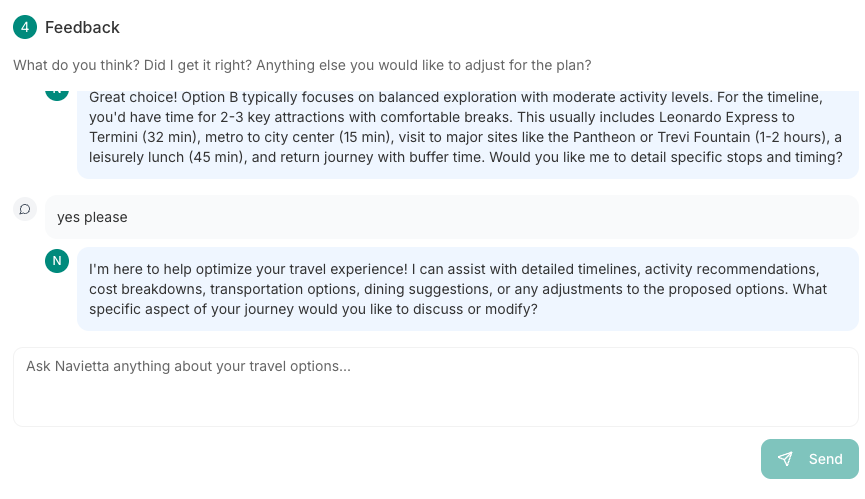 4 Feedback
What do you think? Did I get it right? Anything else you would like to adjust for the plan?
Great choice! Option B typically focuses on balanced exploration with moderate activity levels. For the timeline,
you'd have time for 2-3 key attractions with comfortable breaks. This usually includes Leonardo Express to
Termini (32 min), metro to city center (15 min), visit to major sites like the Pantheon or Trevi Fountain (1-2 hours), a
leisurely lunch (45 min), and return journey with buffer time. Would you like me to detail specific stops and timing?
yes please
N
I'm here to help optimize your travel experience! I can assist with detailed timelines, activity recommendations,
cost breakdowns, transportation options, dining suggestions, or any adjustments to the proposed options. What
specific aspect of your journey would you like to discuss or modify?
Ask Navietta anything about your travel options...
Send